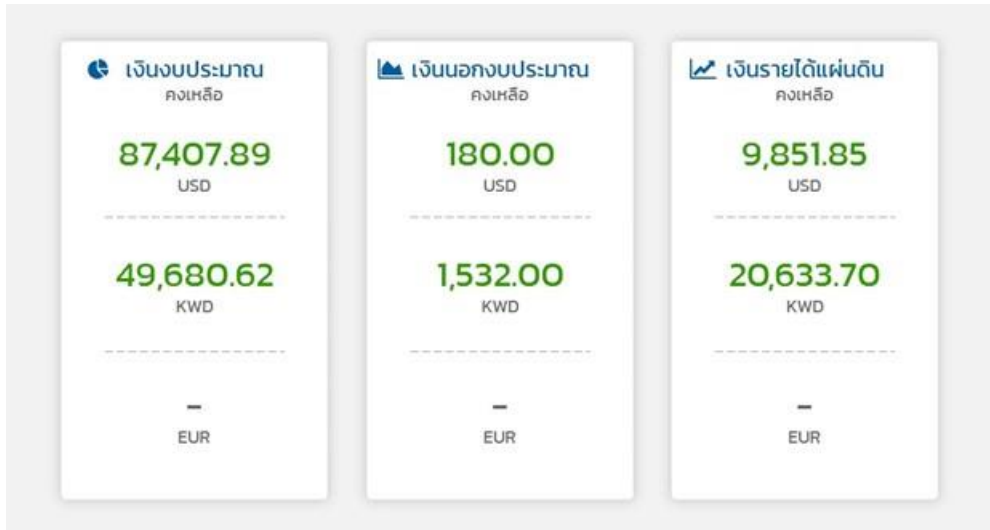 เงินงบประมาณ
คงเหลือ
87,407.89
USD
49,680.62
KWD
-
EUR
เงินนอกงบประมาณ
คงเหลือ
180.00
USD
1,532.00
KWD
-
EUR
เงินรายได้แผ่นดิน
คงเหลือ
9,851.85
USD
20,633.70
KWD
-
EUR